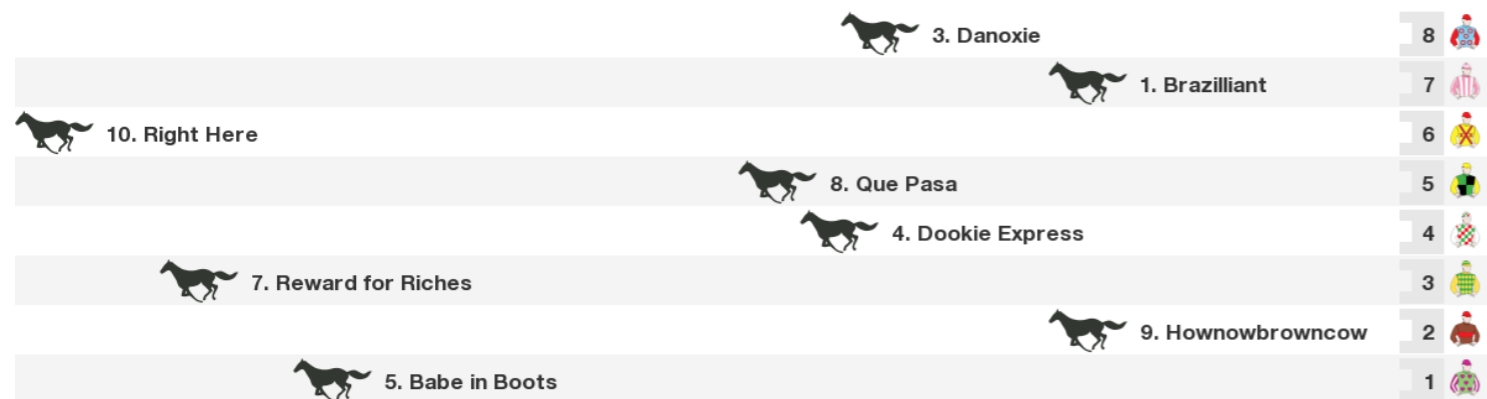 3. Danoxie 8
1. Brazilliant 7
10. Right Here 6
8. Que Pasa 5
4. Dookie Express 4
7. Reward for Riches 3
9. Hownowbrowncow 2
5. Babe in Boots 1